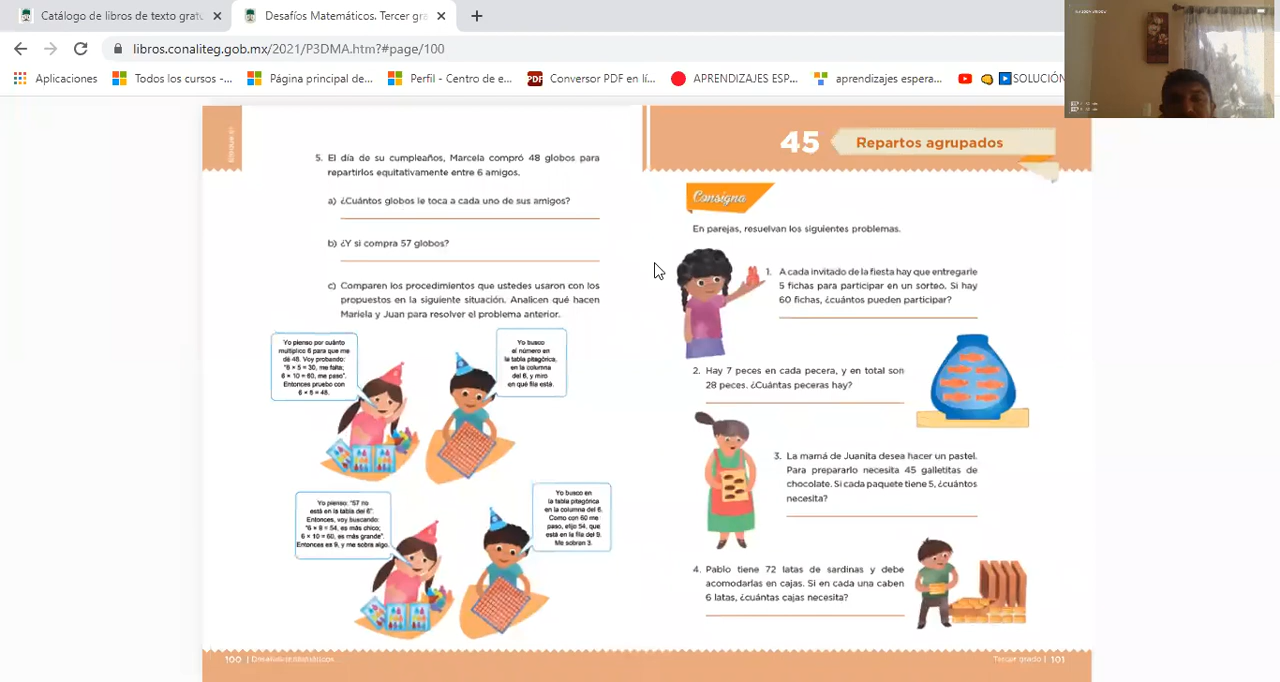 Catálogo de libros de texto gratu
Desafíos Matemáticos. Tercer gra
libros.conaliteg.gob.mx/2021/P3DMA.htm?#page/100
Aplicaciones
Todos los cursos -...
Página principal de...
Perfil - Centro de e...
PDF
Conversor PDF en lí...
APRENDIZAJES ESP...
aprendizajes espera...
SOLUCIÓN
5. El día de su cumpleaños, Marcela compró 48 globos para
repartirlos equitativamente entre 6 amigos.
a) ¿Cuántos globos le toca a cada uno de sus amigos?
b) ¿Y si compra 57 globos?
c) Comparen los procedimientos que ustedes usaron con los
propuestos en la siguiente situación. Analicen qué hacen
Mariela y Juan para resolver el problema anterior.
Yo pienso por cuánto
multiplico 6 para que me
dé 48. Voy probando:
"6 × 5 = 30, me falta;
6 × 10 = 60, me paso".
Entonces pruebo con
6 × 8 = 48.
Yo busco
el número en
la tabla pitagórica,
en la columna
del 6, y miro
en qué fila está.
Yo pienso: "57 no
está en la tabla del 6".
Entonces, voy buscando:
"6 × 9 = 54, es más chico;
6 × 10 = 60, es más grande".
Entonces es 9, y me sobra algo.
Yo busco en
la tabla pitagórica
en la columna del 6.
Como con 60 me
paso, elijo 54, que
está en la fila del 9.
Me sobran 3.
100 | Desafíos matemáticos
45
Repartos agrupados
Consigna
En parejas, resuelvan los siguientes problemas.
1. A cada invitado de la fiesta hay que entregarle
5 fichas para participar en un sorteo. Si hay
60 fichas, ¿cuántos pueden participar?
2. Hay 7 peces en cada pecera, y en total son
28 peces. ¿Cuántas peceras hay?
3. La mamá de Juanita desea hacer un pastel.
Para prepararlo necesita 45 galletitas de
chocolate. Si cada paquete tiene 5, ¿cuántos
necesita?
4. Pablo tiene 72 latas de sardinas y debe
acomodarlas en cajas. Si en cada una caben
6 latas, ¿cuántas cajas necesita?
Tercer grado | 101